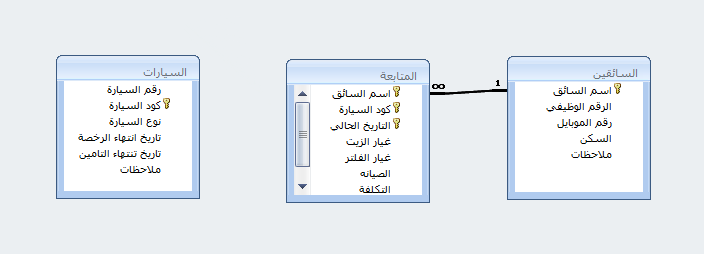 السائقين
اسم السائق
الرقم الوظيفي
رقم الموبايل
السكن
ملاحظات
1
∞
المتابعة
اسم السائق
كود السيارة
التاريخ الحالي
غيار الزيت
غيار الفلتر
الصيانه
التكلفة
السيارات
رقم السيارة
كود السيارة
نوع السيارة
تاريخ انتهاء الرخصة
تاريخ تنتهاء التامين
ملاحظات